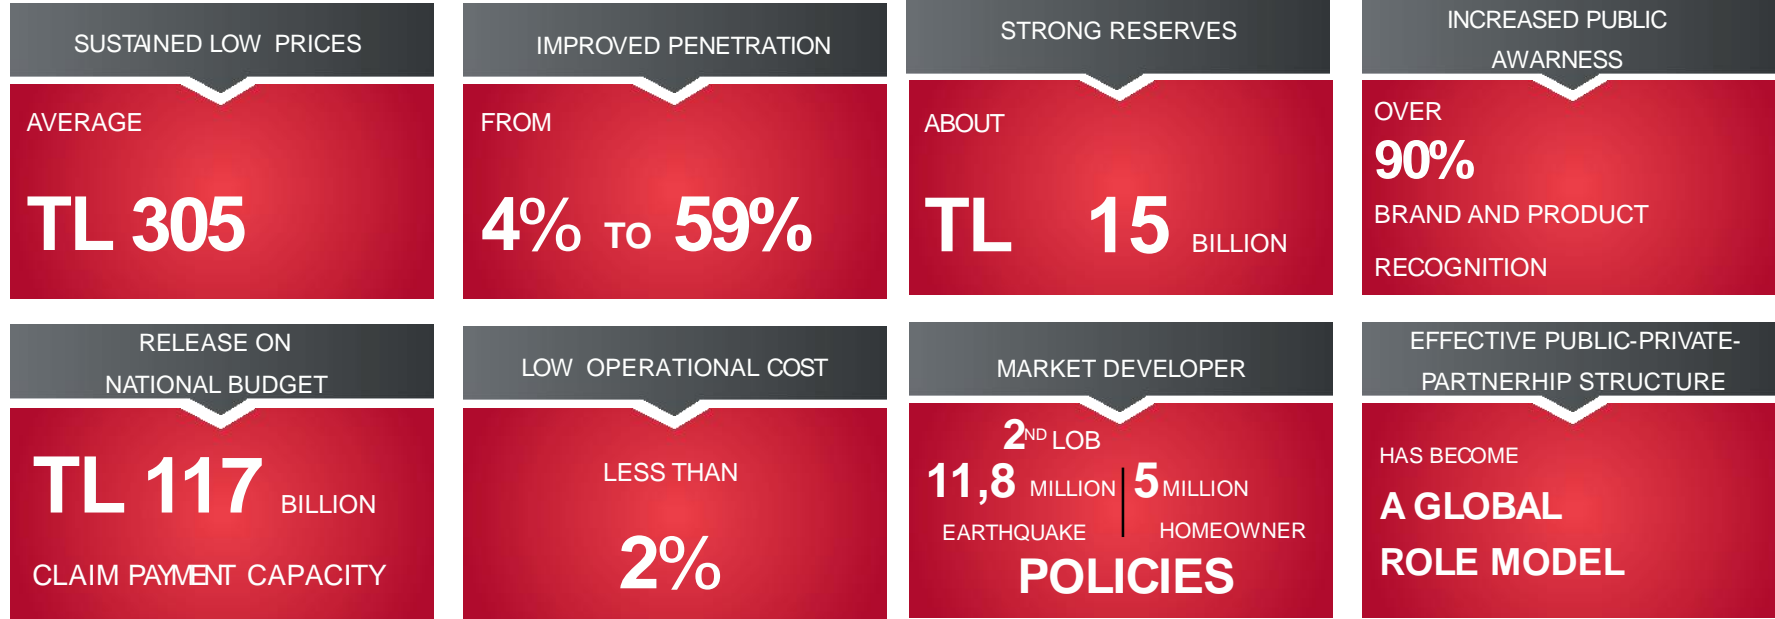 SUSTAINED LOW PRICES
AVERAGE
TL 305
IMPROVED PENETRATION
FROM
4% TO 59%
STRONG RESERVES
ABOUT
TL 15 BILLION
INCREASED PUBLIC
AWARNESS
OVER
90%
BRAND AND PRODUCT
RECOGNITION
RELEASE ON
NATIONAL BUDGET
TL 117 BILLION
CLAIM PAYMENT CAPACITY
LOW OPERATIONAL COST
LESS THAN
2%
MARKET DEVELOPER
2ND LOB
11,8 MILLION 5 MILLION
EARTHQUAKE HOMEOWNER
POLICIES
EFFECTIVE PUBLIC-PRIVATE-
PARTNERHIP STRUCTURE
HAS BECOME
A GLOBAL
ROLE MODEL